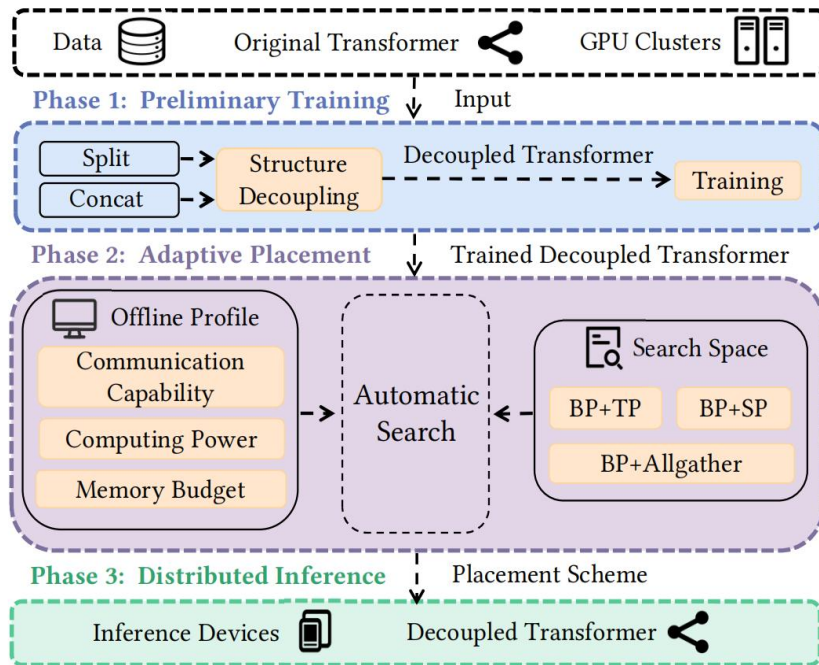 Data Original Transformer GPU Clusters
Phase 1: Preliminary Training Input
Split
Concat
Structure
Decoupling
Decoupled Transformer
Training
Phase 2: Adaptive Placement Trained Decoupled Transformer
Offline Profile
Communication
Capability
Computing Power
Memory Budget
Automatic
Search
Search Space
BP+TP BP+SP
BP+Allgather
Phase 3: Distributed Inference Placement Scheme
Inference Devices Decoupled Transformer